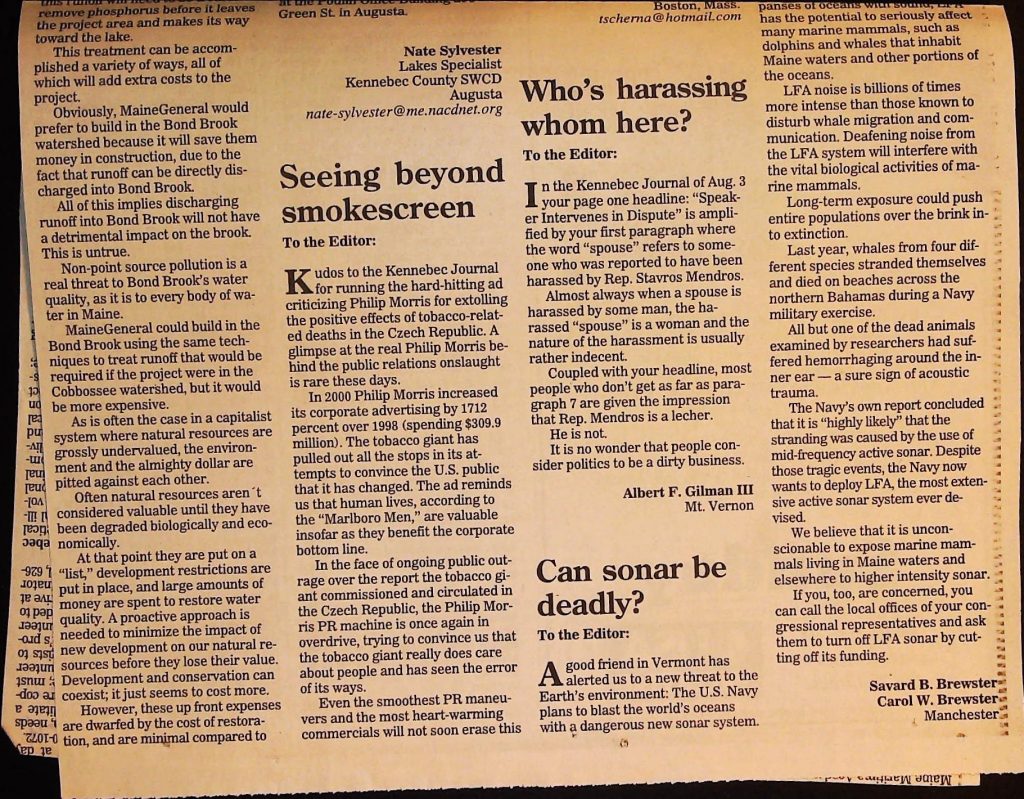 remove phosphorus before it leaves
the project area and makes its way
toward the lake.
This treatment can be accom-
plished a variety of ways, all of
which will add extra costs to the
project.
Obviously, MaineGeneral would
prefer to build in the Bond Brook
watershed because it will save them
money in construction, due to the
fact that runoff can be directly dis-
charged into Bond Brook.
All of this implies discharging
runoff into Bond Brook will not have
a detrimental impact on the brook.
This is untrue.
Non-point source pollution is a
real threat to Bond Brook's water
quality, as it is to every body of wa-
ter in Maine.
MaineGeneral could build in the
Bond Brook using the same tech-
niques to treat runoff that would be
required if the project were in the
Cobbossee watershed, but it would
be more expensive.
As is often the case in a capitalist
system where natural resources are
grossly undervalued, the environ-
ment and the almighty dollar are
pitted against each other.
Often natural resources aren´t
considered valuable until they have
been degraded biologically and eco-
nomically.
At that point they are put on a
“list,” development restrictions are
put in place, and large amounts of
money are spent to restore water
quality. A proactive approach is
needed to minimize the impact of
new development on our natural re-
sources before they lose their value.
Development and conservation can
coexist; it just seems to cost more.
However, these up front expenses
are dwarfed by the cost of restora-
tion, and are minimal compared to
Green St. in Augusta.
Nate Sylvester
Lakes Specialist
Kennebec County SWCD
Augusta
nate-sylvester@me.nacdnet.org
Seeing beyond
smokescreen
To the Editor:
Kudos to the Kennebec Journal
for running the hard-hitting ad
criticizing Philip Morris for extolling
the positive effects of tobacco-relat-
ed deaths in the Czech Republic. A
glimpse at the real Philip Morris be-
hind the public relations onslaught
is rare these days.
In 2000 Philip Morris increased
its corporate advertising by 1712
percent over 1998 (spending $309.9
million). The tobacco giant has
pulled out all the stops in its at-
tempts to convince the U.S. public
that it has changed. The ad reminds
us that human lives, according to
the “Marlboro Men,” are valuable
insofar as they benefit the corporate
bottom line.
In the face of ongoing public out-
rage over the report the tobacco gi-
ant commissioned and circulated in
the Czech Republic, the Philip Mor-
ris PR machine is once again in
overdrive, trying to convince us that
the tobacco giant really does care
about people and has seen the error
of its ways.
Even the smoothest PR maneu-
vers and the most heart-warming
commercials will not soon erase this
Boston, Mass.
tscherna@hotmail.com
Who's harassing
whom here?
To the Editor:
In the Kennebec Journal of Aug. 3
your page one headline: “Speak-
er Intervenes in Dispute” is ampli-
fied by your first paragraph where
the word “spouse” refers to some-
one who was reported to have been
harassed by Rep. Stavros Mendros.
Almost always when a spouse is
harassed by some man, the ha-
rassed “spouse” is a woman and the
nature of the harassment is usually
rather indecent.
Coupled with your headline, most
people who don't get as far as para-
graph 7 are given the impression
that Rep. Mendros is a lecher.
He is not.
It is no wonder that people con-
sider politics to be a dirty business.
Albert F. Gilman III
Mt. Vernon
Can sonar be
deadly?
To the Editor:
A good friend in Vermont has
alerted us to a new threat to the
Earth's environment: The U.S. Navy
plans to blast the world's oceans
with a dangerous new sonar system.
panses of oceans with sound, LFA
has the potential to seriously affect
many marine mammals, such as
dolphins and whales that inhabit
Maine waters and other portions of
the oceans.
LFA noise is billions of times
more intense than those known to
disturb whale migration and com-
munication. Deafening noise from
the LFA system will interfere with
the vital biological activities of ma-
rine mammals.
Long-term exposure could push
entire populations over the brink in-
to extinction.
Last year, whales from four dif-
ferent species stranded themselves
and died on beaches across the
northern Bahamas during a Navy
military exercise.
All but one of the dead animals
examined by researchers had suf-
fered hemorrhaging around the in-
ner ear — a sure sign of acoustic
trauma.
The Navy's own report concluded
that it is “highly likely” that the
stranding was caused by the use of
mid-frequency active sonar. Despite
those tragic events, the Navy now
wants to deploy LFA, the most exten-
sive active sonar system ever de-
vised.
We believe that it is uncon-
scionable to expose marine mam-
mals living in Maine waters and
elsewhere to higher intensity sonar.
If you, too, are concerned, you
can call the local offices of your con-
gressional representatives and ask
them to turn off LFA sonar by cut-
ting off its funding.
Savard B. Brewster
Carol W. Brewster
Manchester